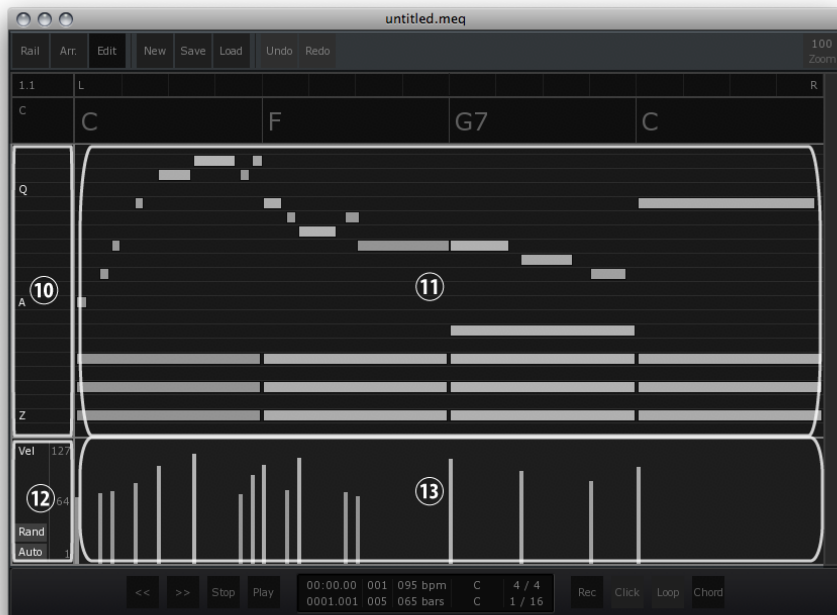 untitled.meq
Rail Arr. Edit New Save Load Undo Redo 100
Zoom
1.1 L R
C C F G7 C
Q
⑪
⑩
A
Z
Vel 127
⑬
⑫ 64
Rand
Auto 1
<< >> Stop Play 00:00.00 001 095 bpm C 4 / 4 Rec Click Loop Chord
0001.001 005 065 bars C 1 / 16